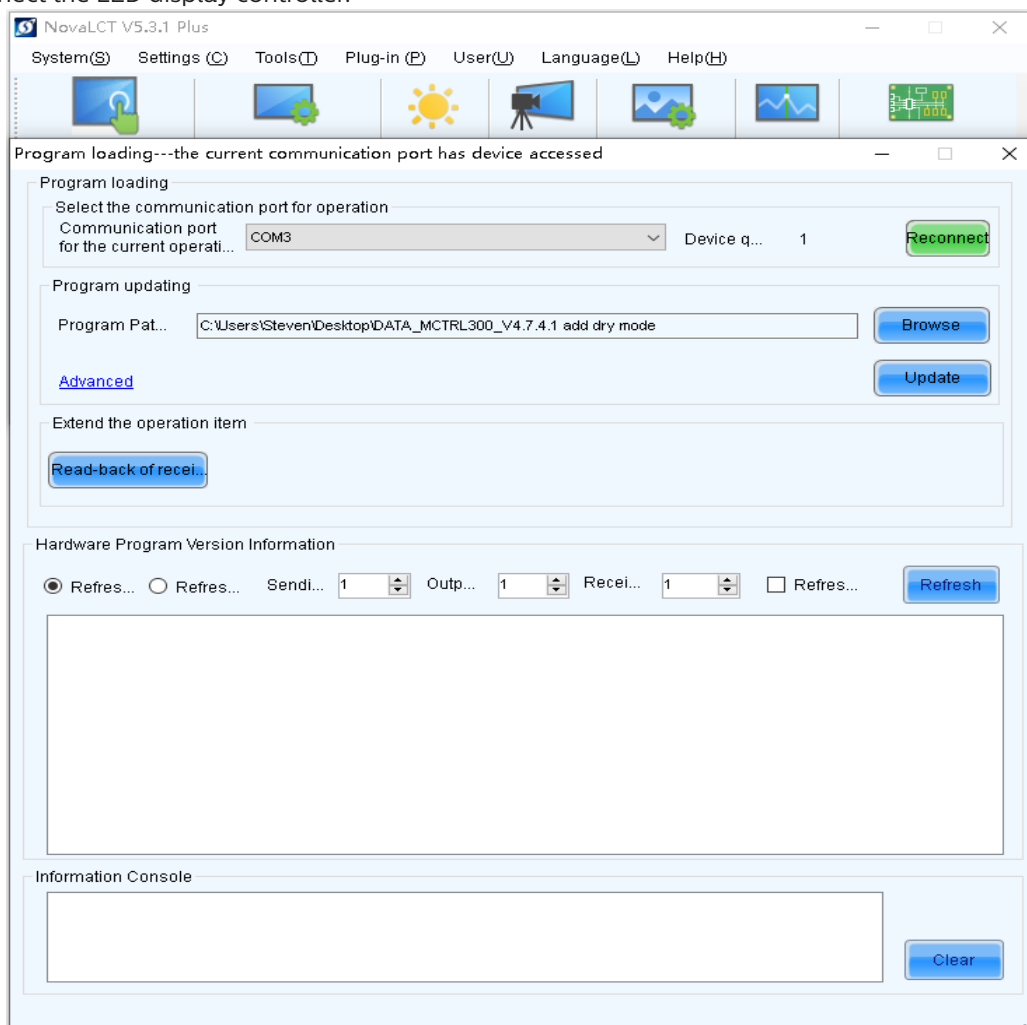 nect the LED display controller.
NovaLCT V5.3.1 Plus
System(S) Settings (C) Tools(T) Plug-in (P) User(U) Language(L) Help(H)
Program loading---the current communication port has device accessed
Program loading
Select the communication port for operation
Communication port
for the current operati... COM3 Device q... 1 Reconnect
Program updating
Program Pat... C:\Users\Steven\Desktop\DATA_MCTRL300_V4.7.4.1 add dry mode Browse
Advanced Update
Extend the operation item
Read-back of recei...
Hardware Program Version Information
Refres... Refres... Sendi... 1 Outp... 1 Recei... 1 Refres... Refresh
Information Console
Clear